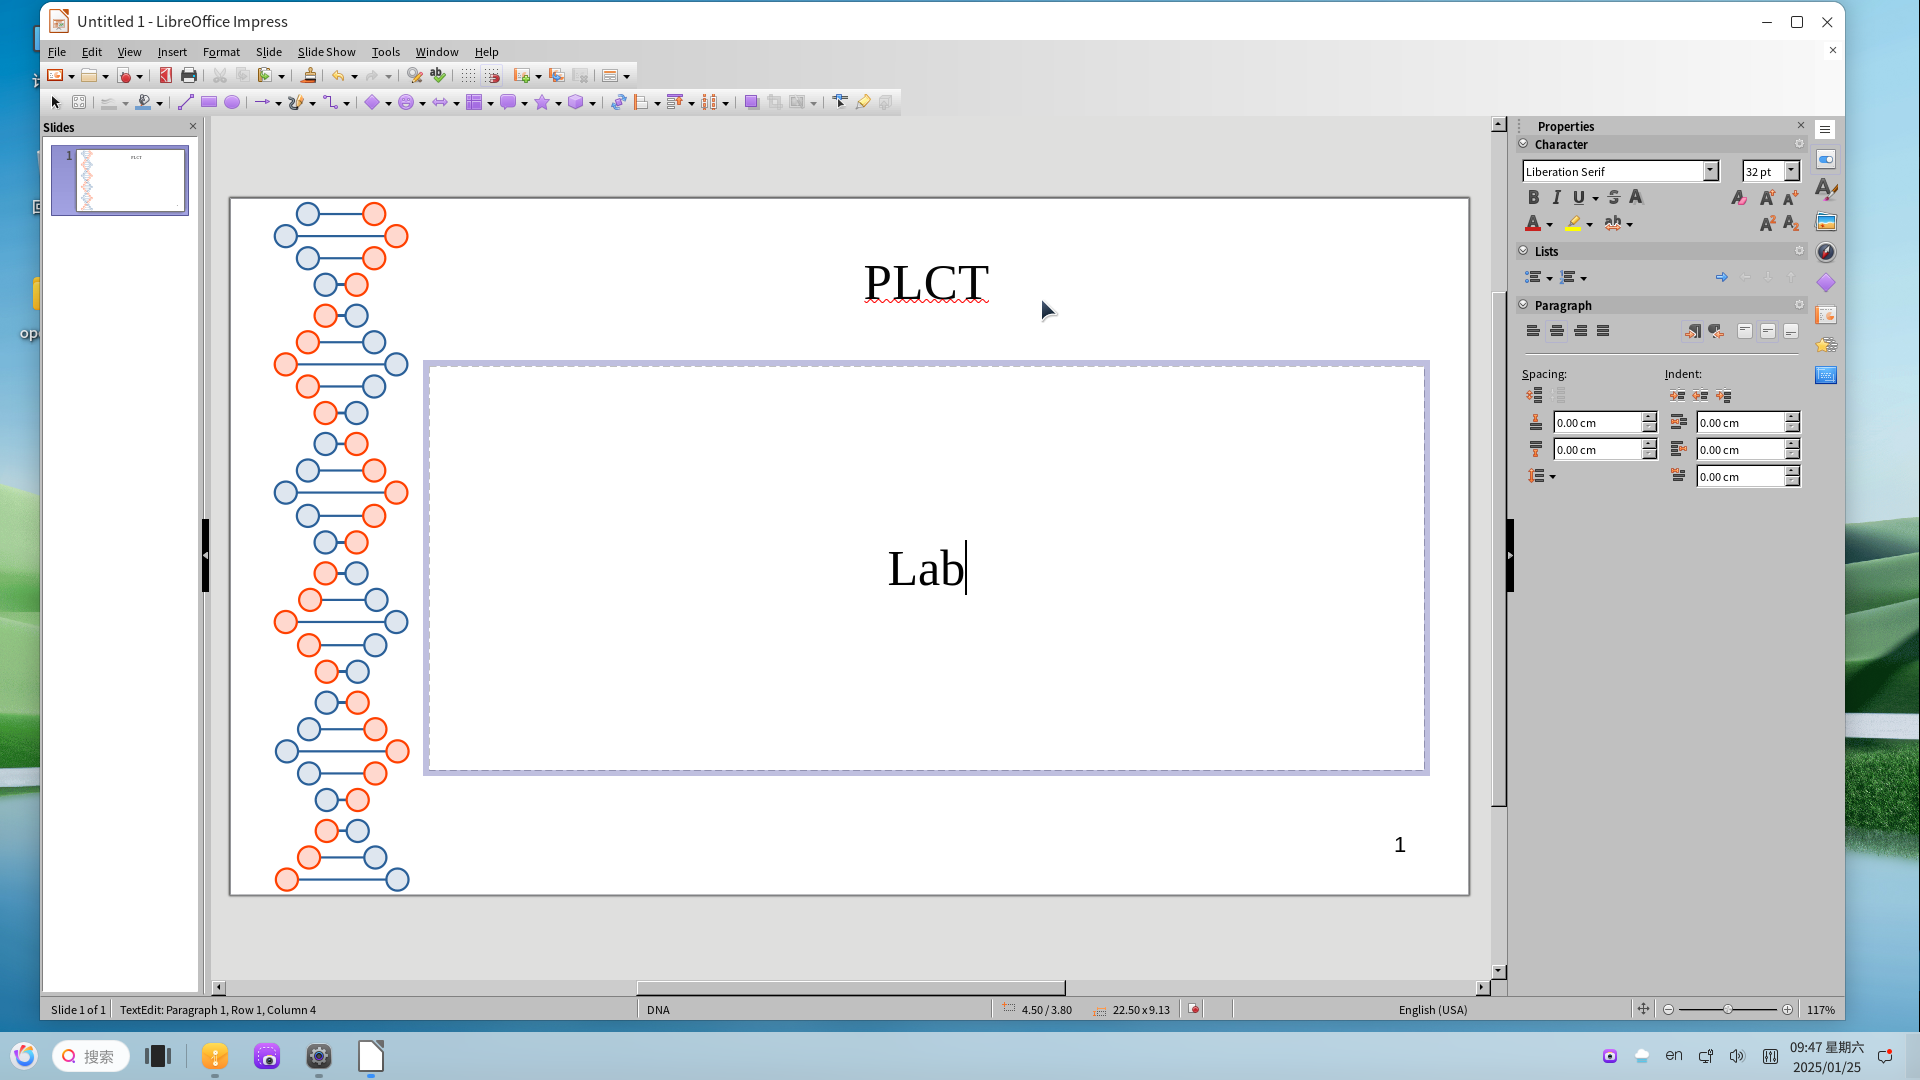 Untitled 1 - LibreOffice Impress
File Edit View Insert Format Slide Slide Show Tools Window Help
Slides
1
PLCT
PLCT
Lab
1
Properties
Character
Liberation Serif
32 pt
Lists
Paragraph
Spacing: Indent:
0.00 cm 0.00 cm
0.00 cm 0.00 cm
0.00 cm
Slide 1 of 1 TextEdit: Paragraph 1, Row 1, Column 4 DNA 4.50 / 3.80 22.50 x 9.13 English (USA) 117%
搜索
en
09:47 星期六
2025/01/25